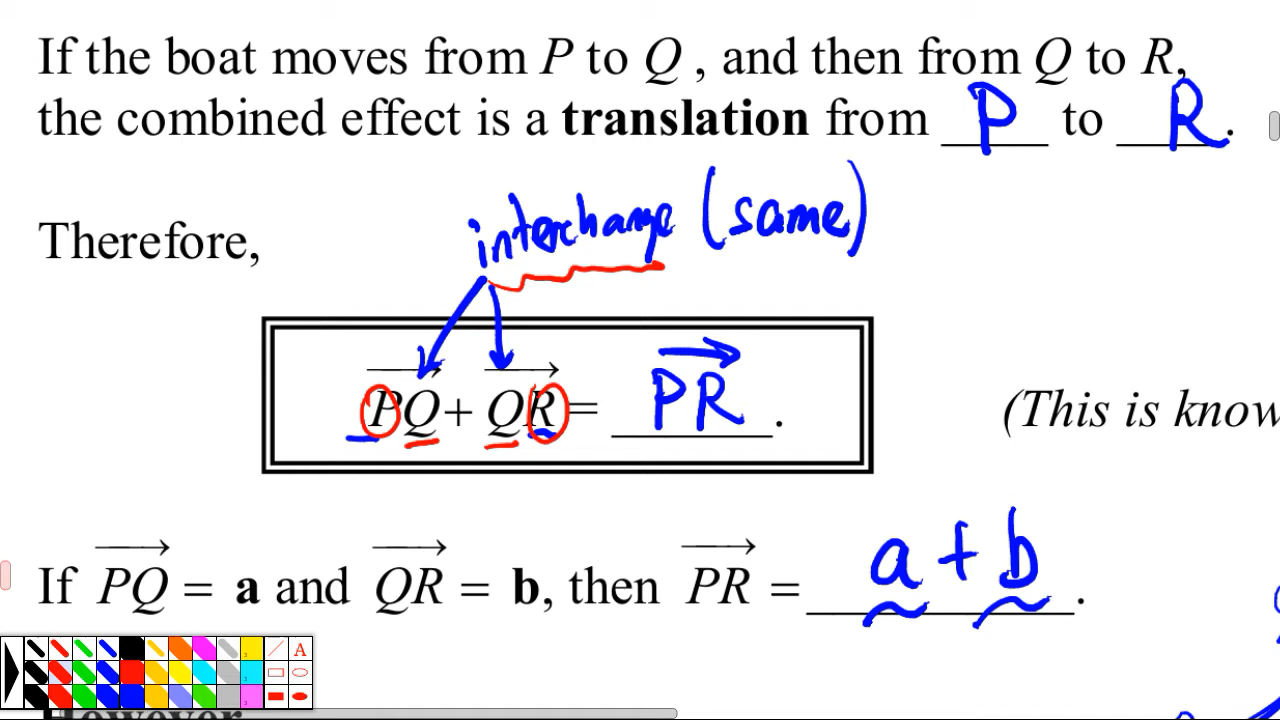 If the boat moves from P to Q , and then from Q to R,
the combined effect is a translation from P to R.
interchange (same)
Therefore,
PQ + QR = PR.
(This is know
If PQ = a and QR = b, then PR = a + b.
A
However